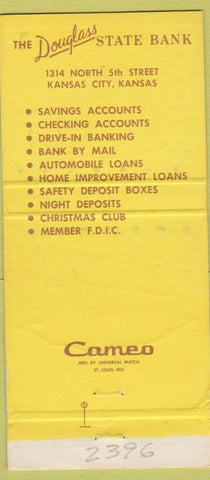 THE Douglass STATE BANK
1314 NORTH 5th STREET
KANSAS CITY, KANSAS
• SAVINGS ACCOUNTS
• CHECKING ACCOUNTS
• DRIVE-IN BANKING
• BANK BY MAIL
• AUTOMOBILE LOANS
• HOME IMPROVEMENT LOANS
• SAFETY DEPOSIT BOXES
• NIGHT DEPOSITS
• CHRISTMAS CLUB
• MEMBER F.D.I.C.
Cameo
MFG. BY UNIVERSAL MATCH
ST. LOUIS, MO
2396